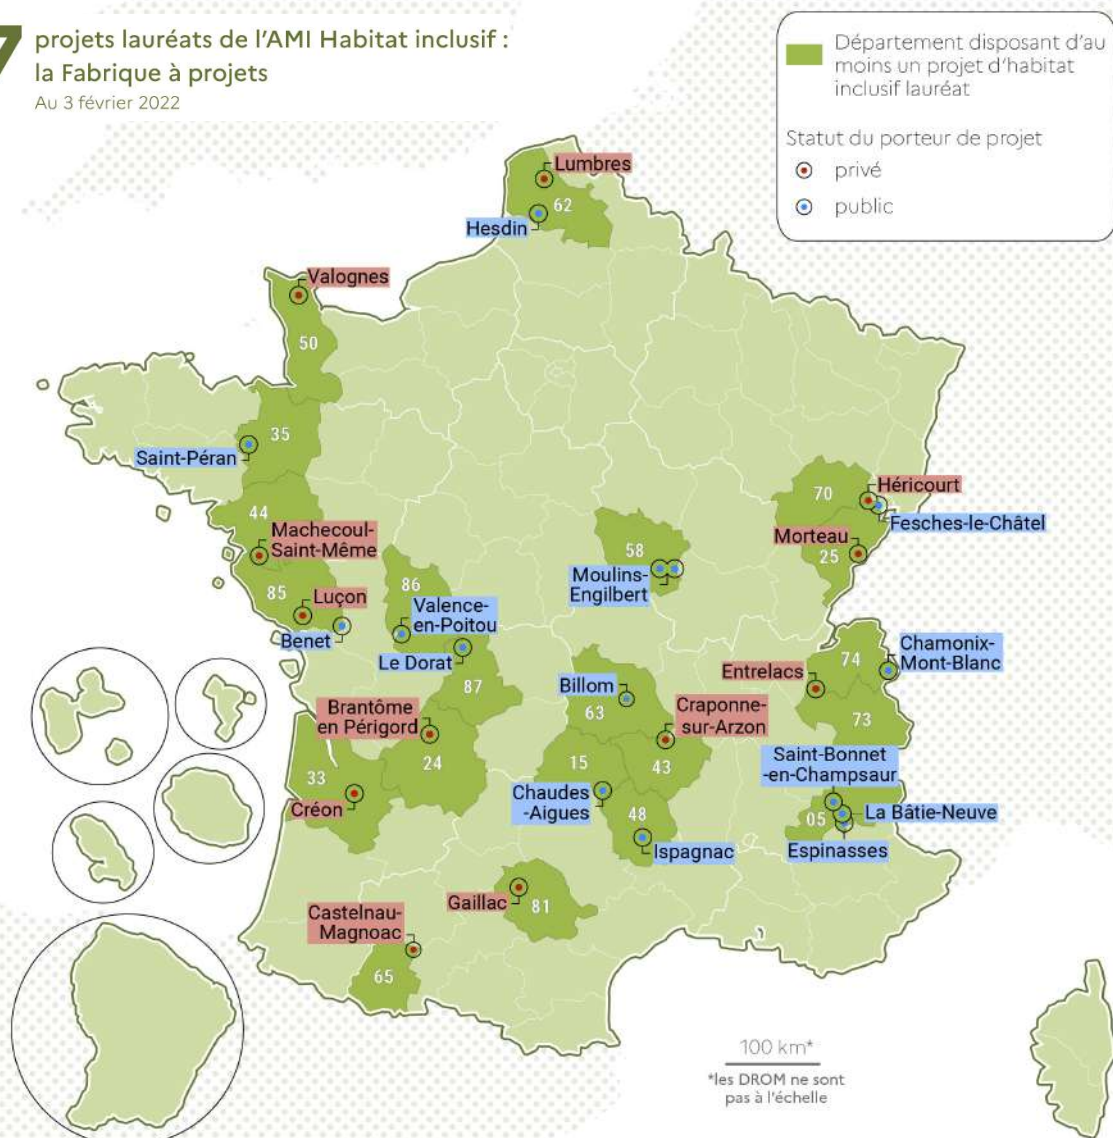 7
projets lauréats de l'AMI Habitat inclusif :
la Fabrique à projets
Au 3 février 2022
Département disposant d'au
moins un projet d'habitat
inclusif lauréat
Statut du porteur de projet
privé
public
Lumbres
62
Hesdin
Valognes
50
35
Saint-Péran
44
Machecoul-
Saint-Même
85
Luçon
Benet
86
Valence-
en-Poitou
Le Dorat
87
58
Moulins-
Engilbert
70
Héricourt
Fesches-le-Châtel
Morteau
25
Chamonix-
Mont-Blanc
74
Entrelacs
73
Billom
63
Craponne-
sur-Arzon
43
Brantôme
en Périgord
24
33
Créon
15
Chaudes
-Aigues
48
Ispagnac
Saint-Bonnet
-en-Champsaur
05
La Bâtie-Neuve
Espinasses
Gaillac
81
Castelnau-
Magnoac
65
100 km*
*les DROM ne sont
pas à l'échelle